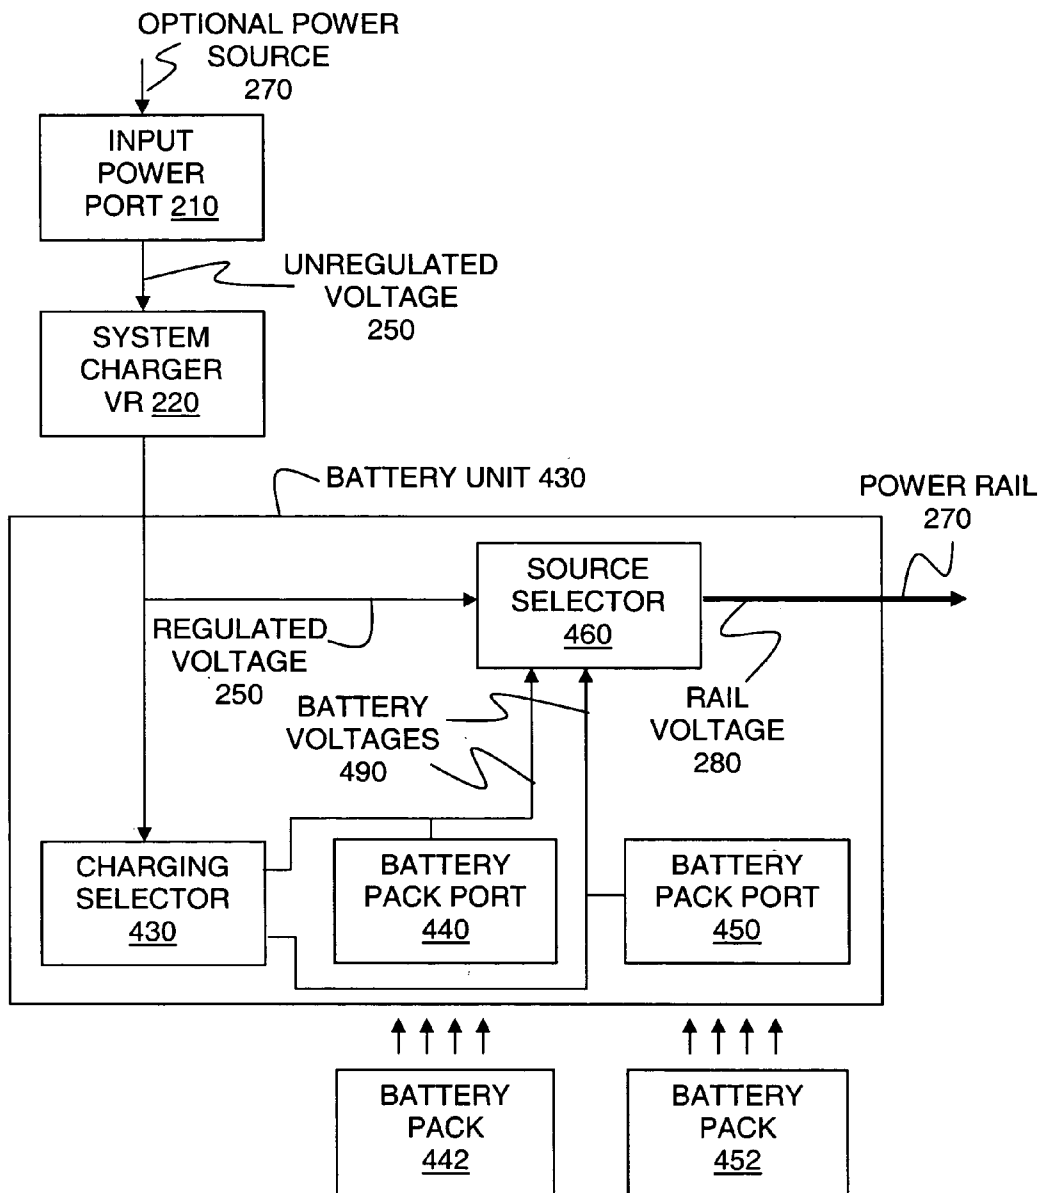 OPTIONAL POWER
SOURCE
270
INPUT
POWER
PORT 210
UNREGULATED
VOLTAGE
250
SYSTEM
CHARGER
VR 220
BATTERY UNIT 430
POWER RAIL
270
SOURCE
SELECTOR
460
REGULATED
VOLTAGE
250
BATTERY
VOLTAGES
490
RAIL
VOLTAGE
280
CHARGING
SELECTOR
430
BATTERY
PACK PORT
440
BATTERY
PACK PORT
450
BATTERY
PACK
442
BATTERY
PACK
452